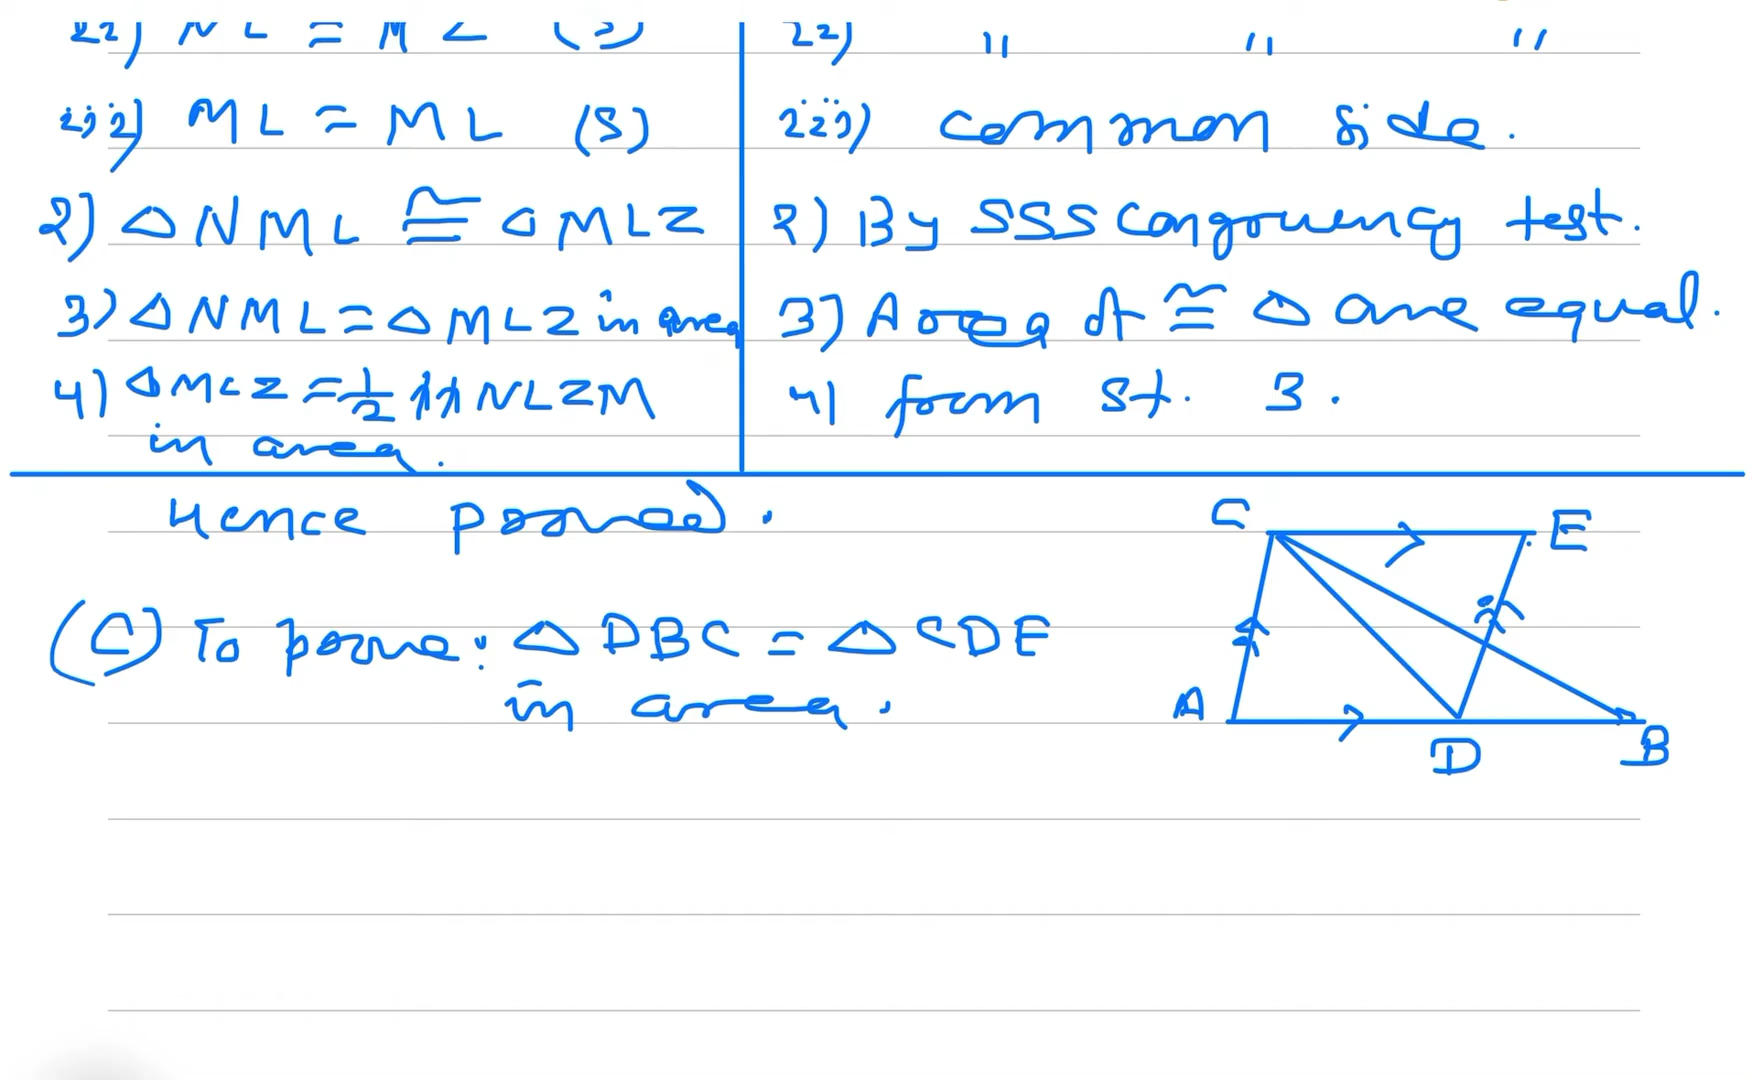 ii) NL = MZ (S) ii) " " "
iii) ML = ML (S) iii) common side.
2) △NML ≅ △MLZ 2) By SSS congruency test.
3) △NML = △MLZ in area 3) Area of ≅ △ are equal.
4) △MLZ = 1/2 NLZM 4) from st. 3.
in area.
Hence proved.
C E
(C) To prove: △DBC = △CDE
in area.
A
D B